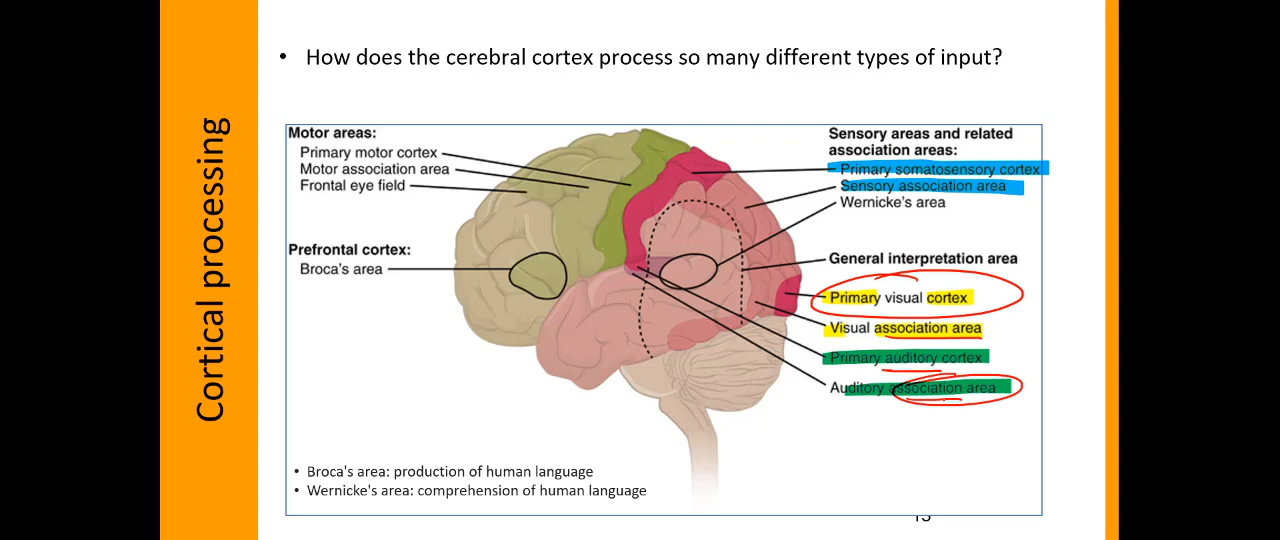 Cortical processing
• How does the cerebral cortex process so many different types of input?
Motor areas:
Primary motor cortex
Motor association area
Frontal eye field
Prefrontal cortex:
Broca's area
Sensory areas and related
association areas:
Primary somatosensory cortex
Sensory association area
Wernicke's area
General interpretation area
Primary visual cortex
Visual association area
Primary auditory cortex
Auditory association area
• Broca's area: production of human language
• Wernicke's area: comprehension of human language